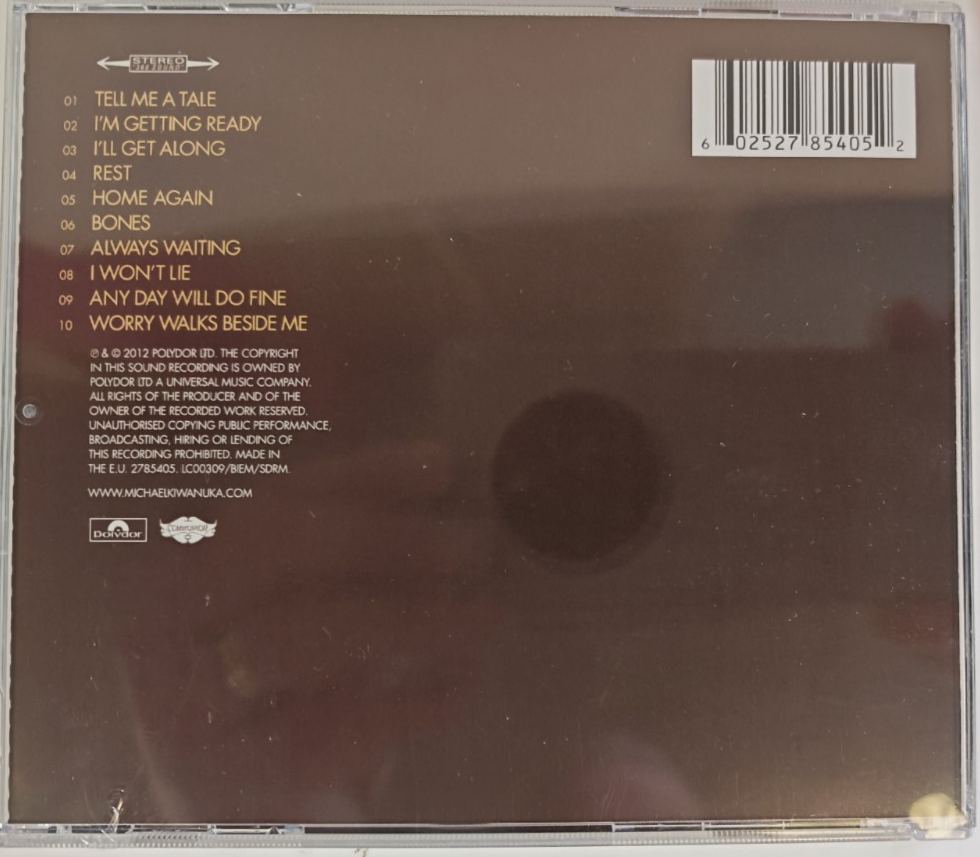 STEREO
01 TELL ME A TALE
02 I'M GETTING READY
03 I'LL GET ALONG
04 REST
05 HOME AGAIN
06 BONES
07 ALWAYS WAITING
08 I WON'T LIE
09 ANY DAY WILL DO FINE
10 WORRY WALKS BESIDE ME
℗ & © 2012 POLYDOR LTD. THE COPYRIGHT
IN THIS SOUND RECORDING IS OWNED BY
POLYDOR LTD A UNIVERSAL MUSIC COMPANY.
ALL RIGHTS OF THE PRODUCER AND OF THE
OWNER OF THE RECORDED WORK RESERVED.
UNAUTHORISED COPYING PUBLIC PERFORMANCE,
BROADCASTING, HIRING OR LENDING OF
THIS RECORDING PROHIBITED. MADE IN
THE E.U. 2785405. LC00309/BIEM/SDRM.
WWW.MICHAELKIWANUKA.COM
Polydor COMMUNION
6 02527 85405 2